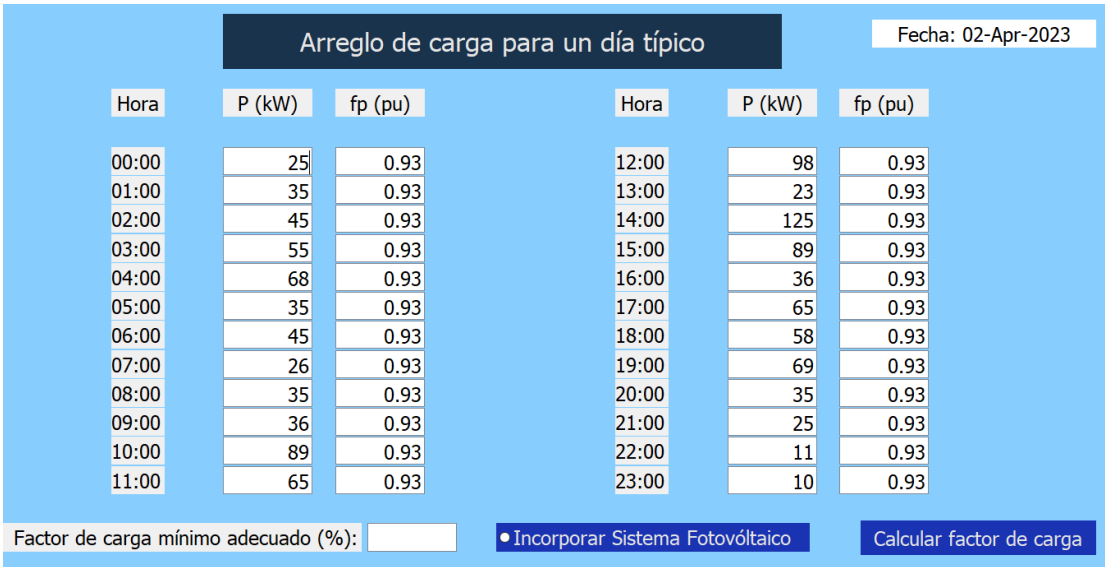 Arreglo de carga para un día típico
Fecha: 02-Apr-2023
Hora P (kW) fp (pu) Hora P (kW) fp (pu)
00:00 25 0.93 12:00 98 0.93
01:00 35 0.93 13:00 23 0.93
02:00 45 0.93 14:00 125 0.93
03:00 55 0.93 15:00 89 0.93
04:00 68 0.93 16:00 36 0.93
05:00 35 0.93 17:00 65 0.93
06:00 45 0.93 18:00 58 0.93
07:00 26 0.93 19:00 69 0.93
08:00 35 0.93 20:00 35 0.93
09:00 36 0.93 21:00 25 0.93
10:00 89 0.93 22:00 11 0.93
11:00 65 0.93 23:00 10 0.93
Factor de carga mínimo adecuado (%): Incorporar Sistema Fotovóltaico Calcular factor de carga